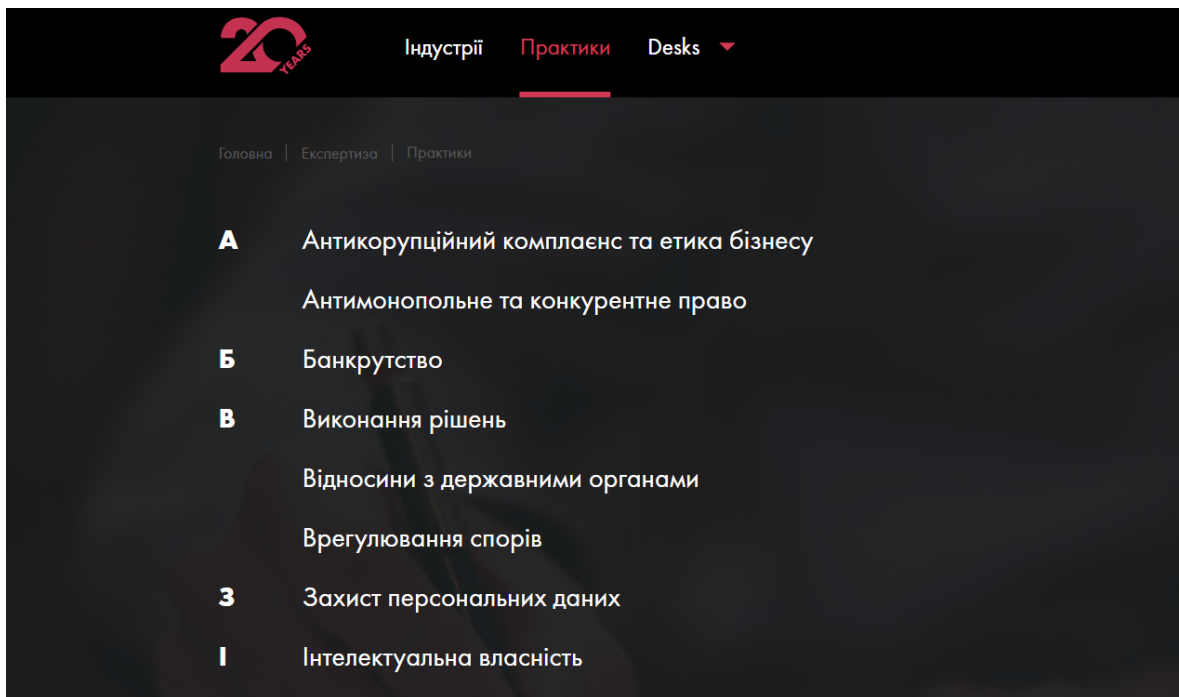 20 YEARS
Індустрії Практики Desks
Головна | Експертиза | Практики
А Антикорупційний комплаєнс та етика бізнесу
Антимонопольне та конкурентне право
Б Банкрутство
В Виконання рішень
Відносини з державними органами
Врегулювання спорів
З Захист персональних даних
І Інтелектуальна власність